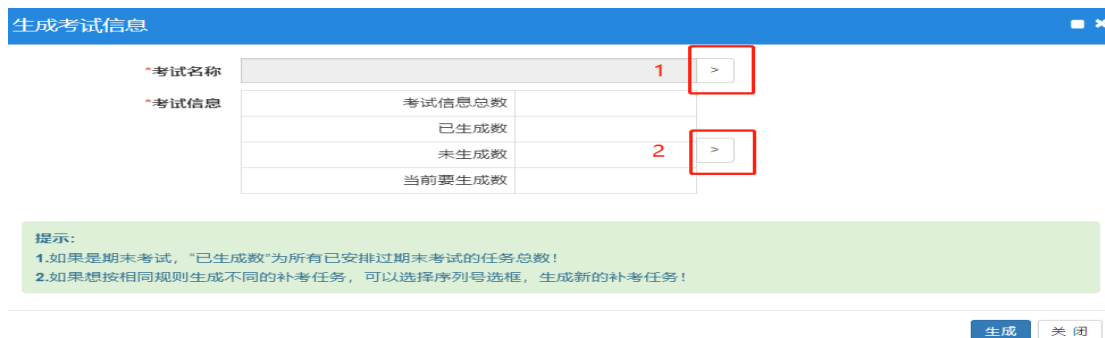 生成考试信息
*考试名称 1 >
*考试信息 考试信息总数
已生成数
未生成数 2 >
当前要生成数
提示:
1.如果是期末考试，“已生成数”为所有已安排过期末考试的任务总数！
2.如果想按相同规则生成不同的补考任务，可以选择序列号选框，生成新的补考任务！
生成 关闭